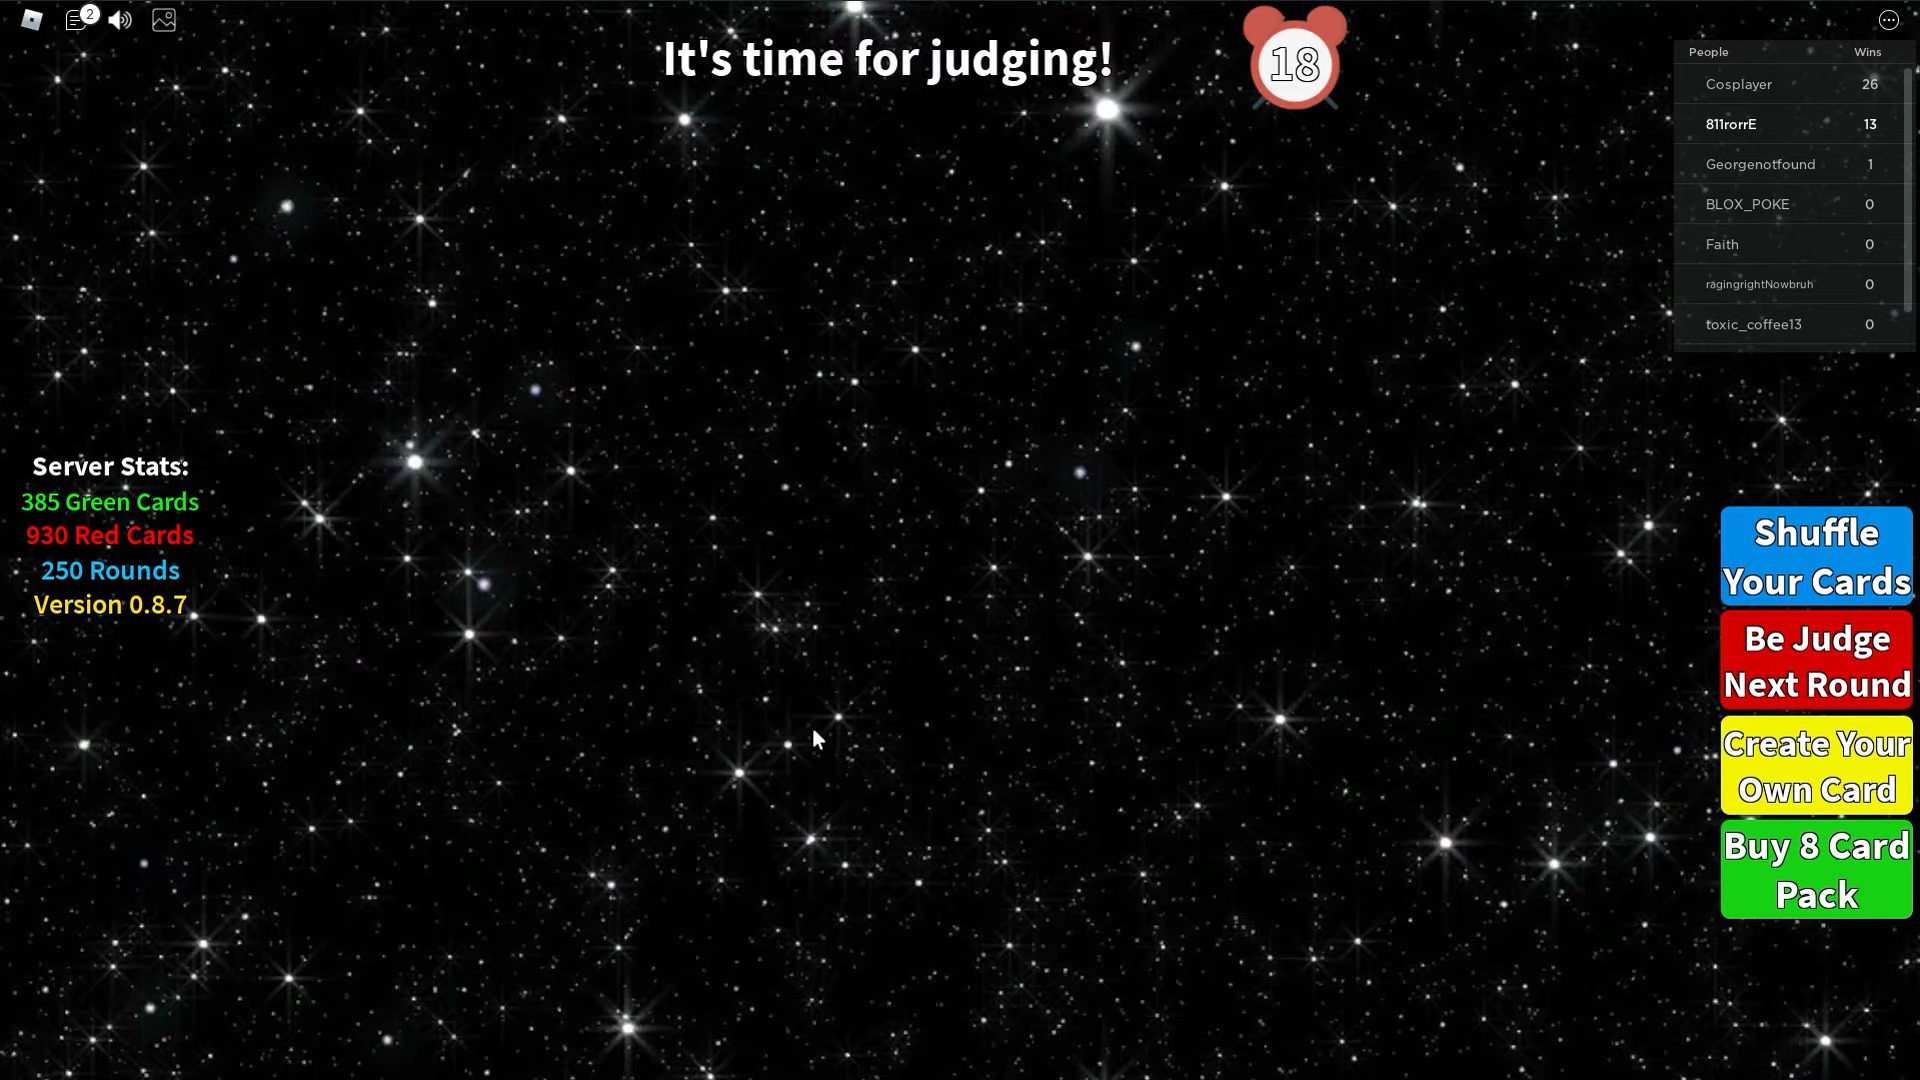 2
It's time for judging!
18
People Wins
Cosplayer 26
811rorrE 13
Georgenotfound 1
BLOX_POKE 0
Faith 0
ragingrightNowbruh 0
toxic_coffee13 0
Server Stats:
385 Green Cards
930 Red Cards
250 Rounds
Version 0.8.7
Shuffle
Your Cards
Be Judge
Next Round
Create Your
Own Card
Buy 8 Card
Pack